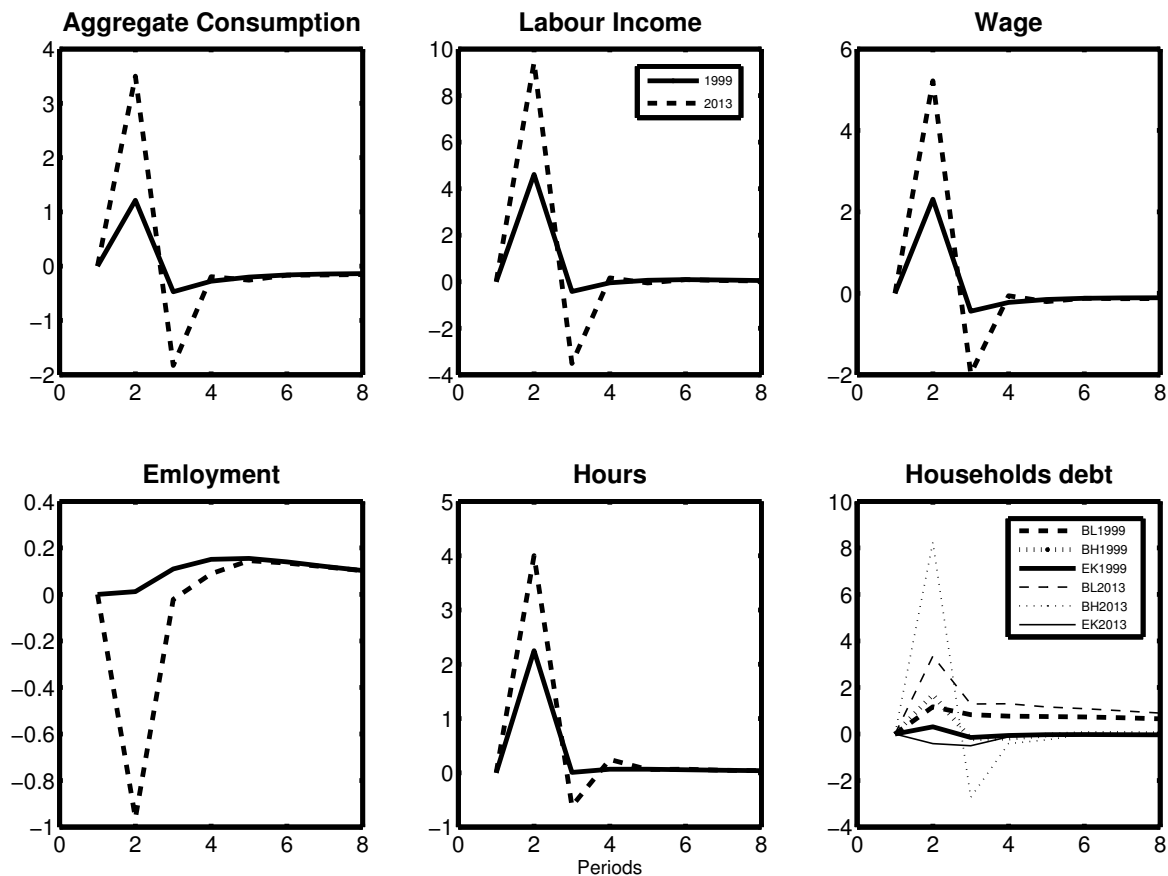 Aggregate Consumption
4
3
2
1
0
−1
−2
0 2 4 6 8
Labour Income
10
8
6
4
2
0
−2
−4
0 2 4 6 8
1999
2013
Wage
6
4
2
0
−2
0 2 4 6 8
Emloyment
0.4
0.2
0
−0.2
−0.4
−0.6
−0.8
−1
0 2 4 6 8
Hours
5
4
3
2
1
0
−1
0 2 4 6 8
Periods
Households debt
10
8
6
4
2
0
−2
−4
0 2 4 6 8
BL1999
BH1999
EK1999
BL2013
BH2013
EK2013